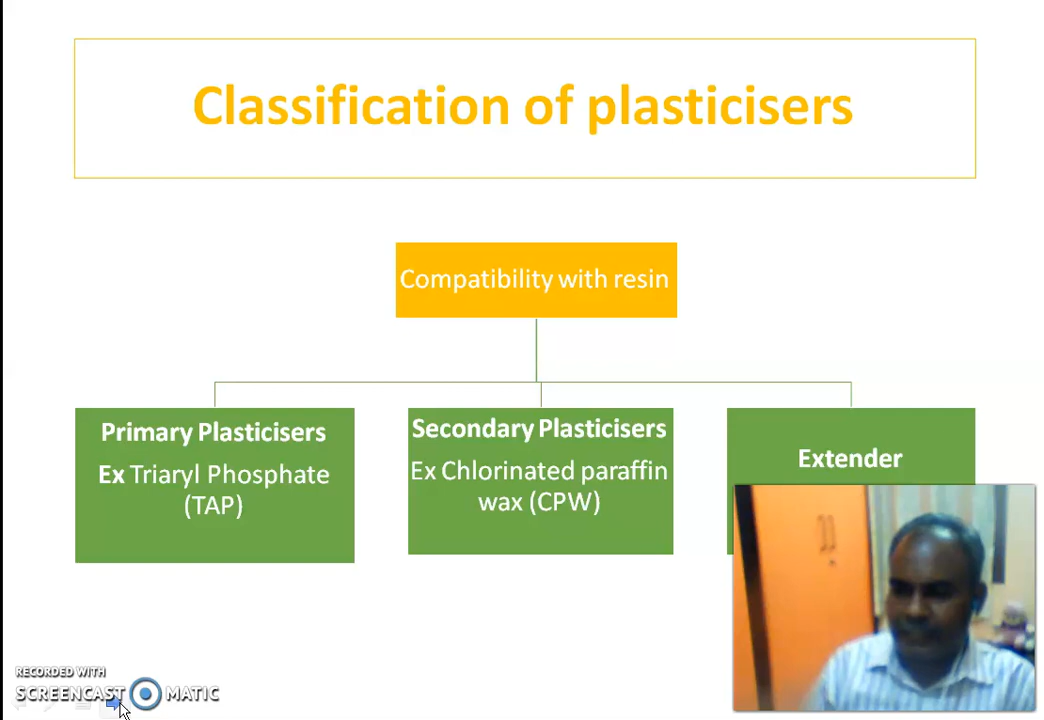 Classification of plasticisers
Compatibility with resin
Primary Plasticisers
Ex Triaryl Phosphate
(TAP)
Secondary Plasticisers
Ex Chlorinated paraffin
wax (CPW)
Extender
RECORDED WITH
SCREENCAST MATIC